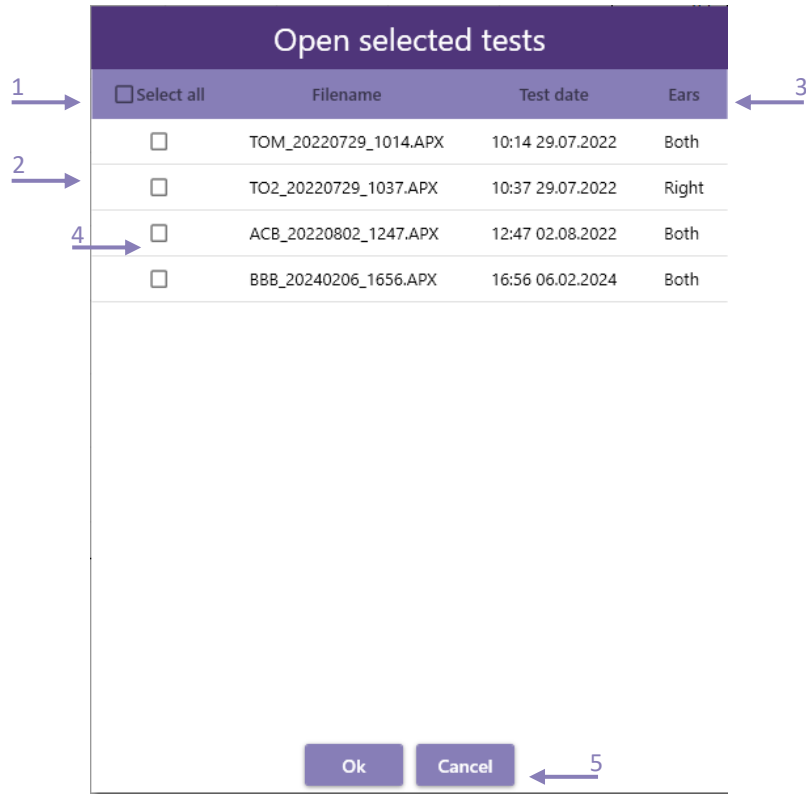 Open selected tests
1 Select all Filename Test date Ears 3
TOM_20220729_1014.APX 10:14 29.07.2022 Both
2 TO2_20220729_1037.APX 10:37 29.07.2022 Right
4 ACB_20220802_1247.APX 12:47 02.08.2022 Both
BBB_20240206_1656.APX 16:56 06.02.2024 Both
Ok Cancel 5